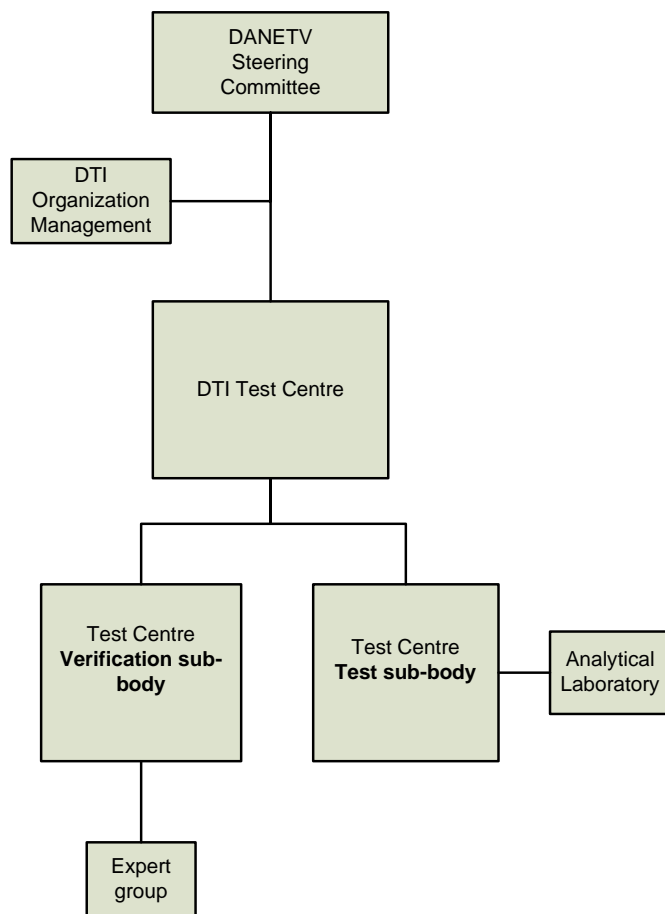 DANETV
Steering
Committee
DTI
Organization
Management
DTI Test Centre
Test Centre
Verification sub-
body
Test Centre
Test sub-body
Analytical
Laboratory
Expert
group